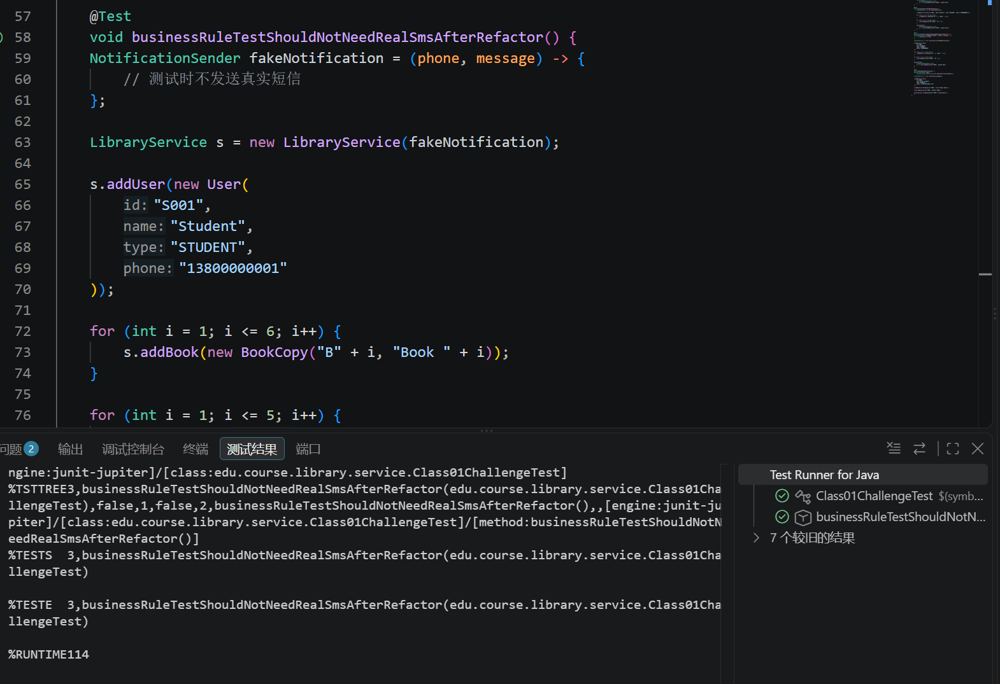 57 @Test
58 void businessRuleTestShouldNotNeedRealSmsAfterRefactor() {
59 NotificationSender fakeNotification = (phone, message) -> {
60 // 测试时不发送真实短信
61 };
62
63 LibraryService s = new LibraryService(fakeNotification);
64
65 s.addUser(new User(
66 id: "S001",
67 name: "Student",
68 type: "STUDENT",
69 phone: "13800000001"
70 ));
71
72 for (int i = 1; i <= 6; i++) {
73 s.addBook(new BookCopy("B" + i, "Book " + i));
74 }
75
76 for (int i = 1; i <= 5; i++) {
问题 2 输出 调试控制台 终端 测试结果 端口
ngine:junit-jupiter]/[class:edu.course.library.service.Class01ChallengeTest]
%TSTTREE3,businessRuleTestShouldNotNeedRealSmsAfterRefactor(edu.course.library.service.Class01Cha
llengeTest),false,1,false,2,businessRuleTestShouldNotNeedRealSmsAfterRefactor(),,[engine:junit-ju
piter]/[class:edu.course.library.service.Class01ChallengeTest]/[method:businessRuleTestShouldNotN
eedRealSmsAfterRefactor()]
%TESTS  3,businessRuleTestShouldNotNeedRealSmsAfterRefactor(edu.course.library.service.Class01Cha
llengeTest)
%TESTE  3,businessRuleTestShouldNotNeedRealSmsAfterRefactor(edu.course.library.service.Class01Cha
llengeTest)
%RUNTIME114
Test Runner for Java
Class01ChallengeTest $(symb...
businessRuleTestShouldNotN...
7 个较旧的结果